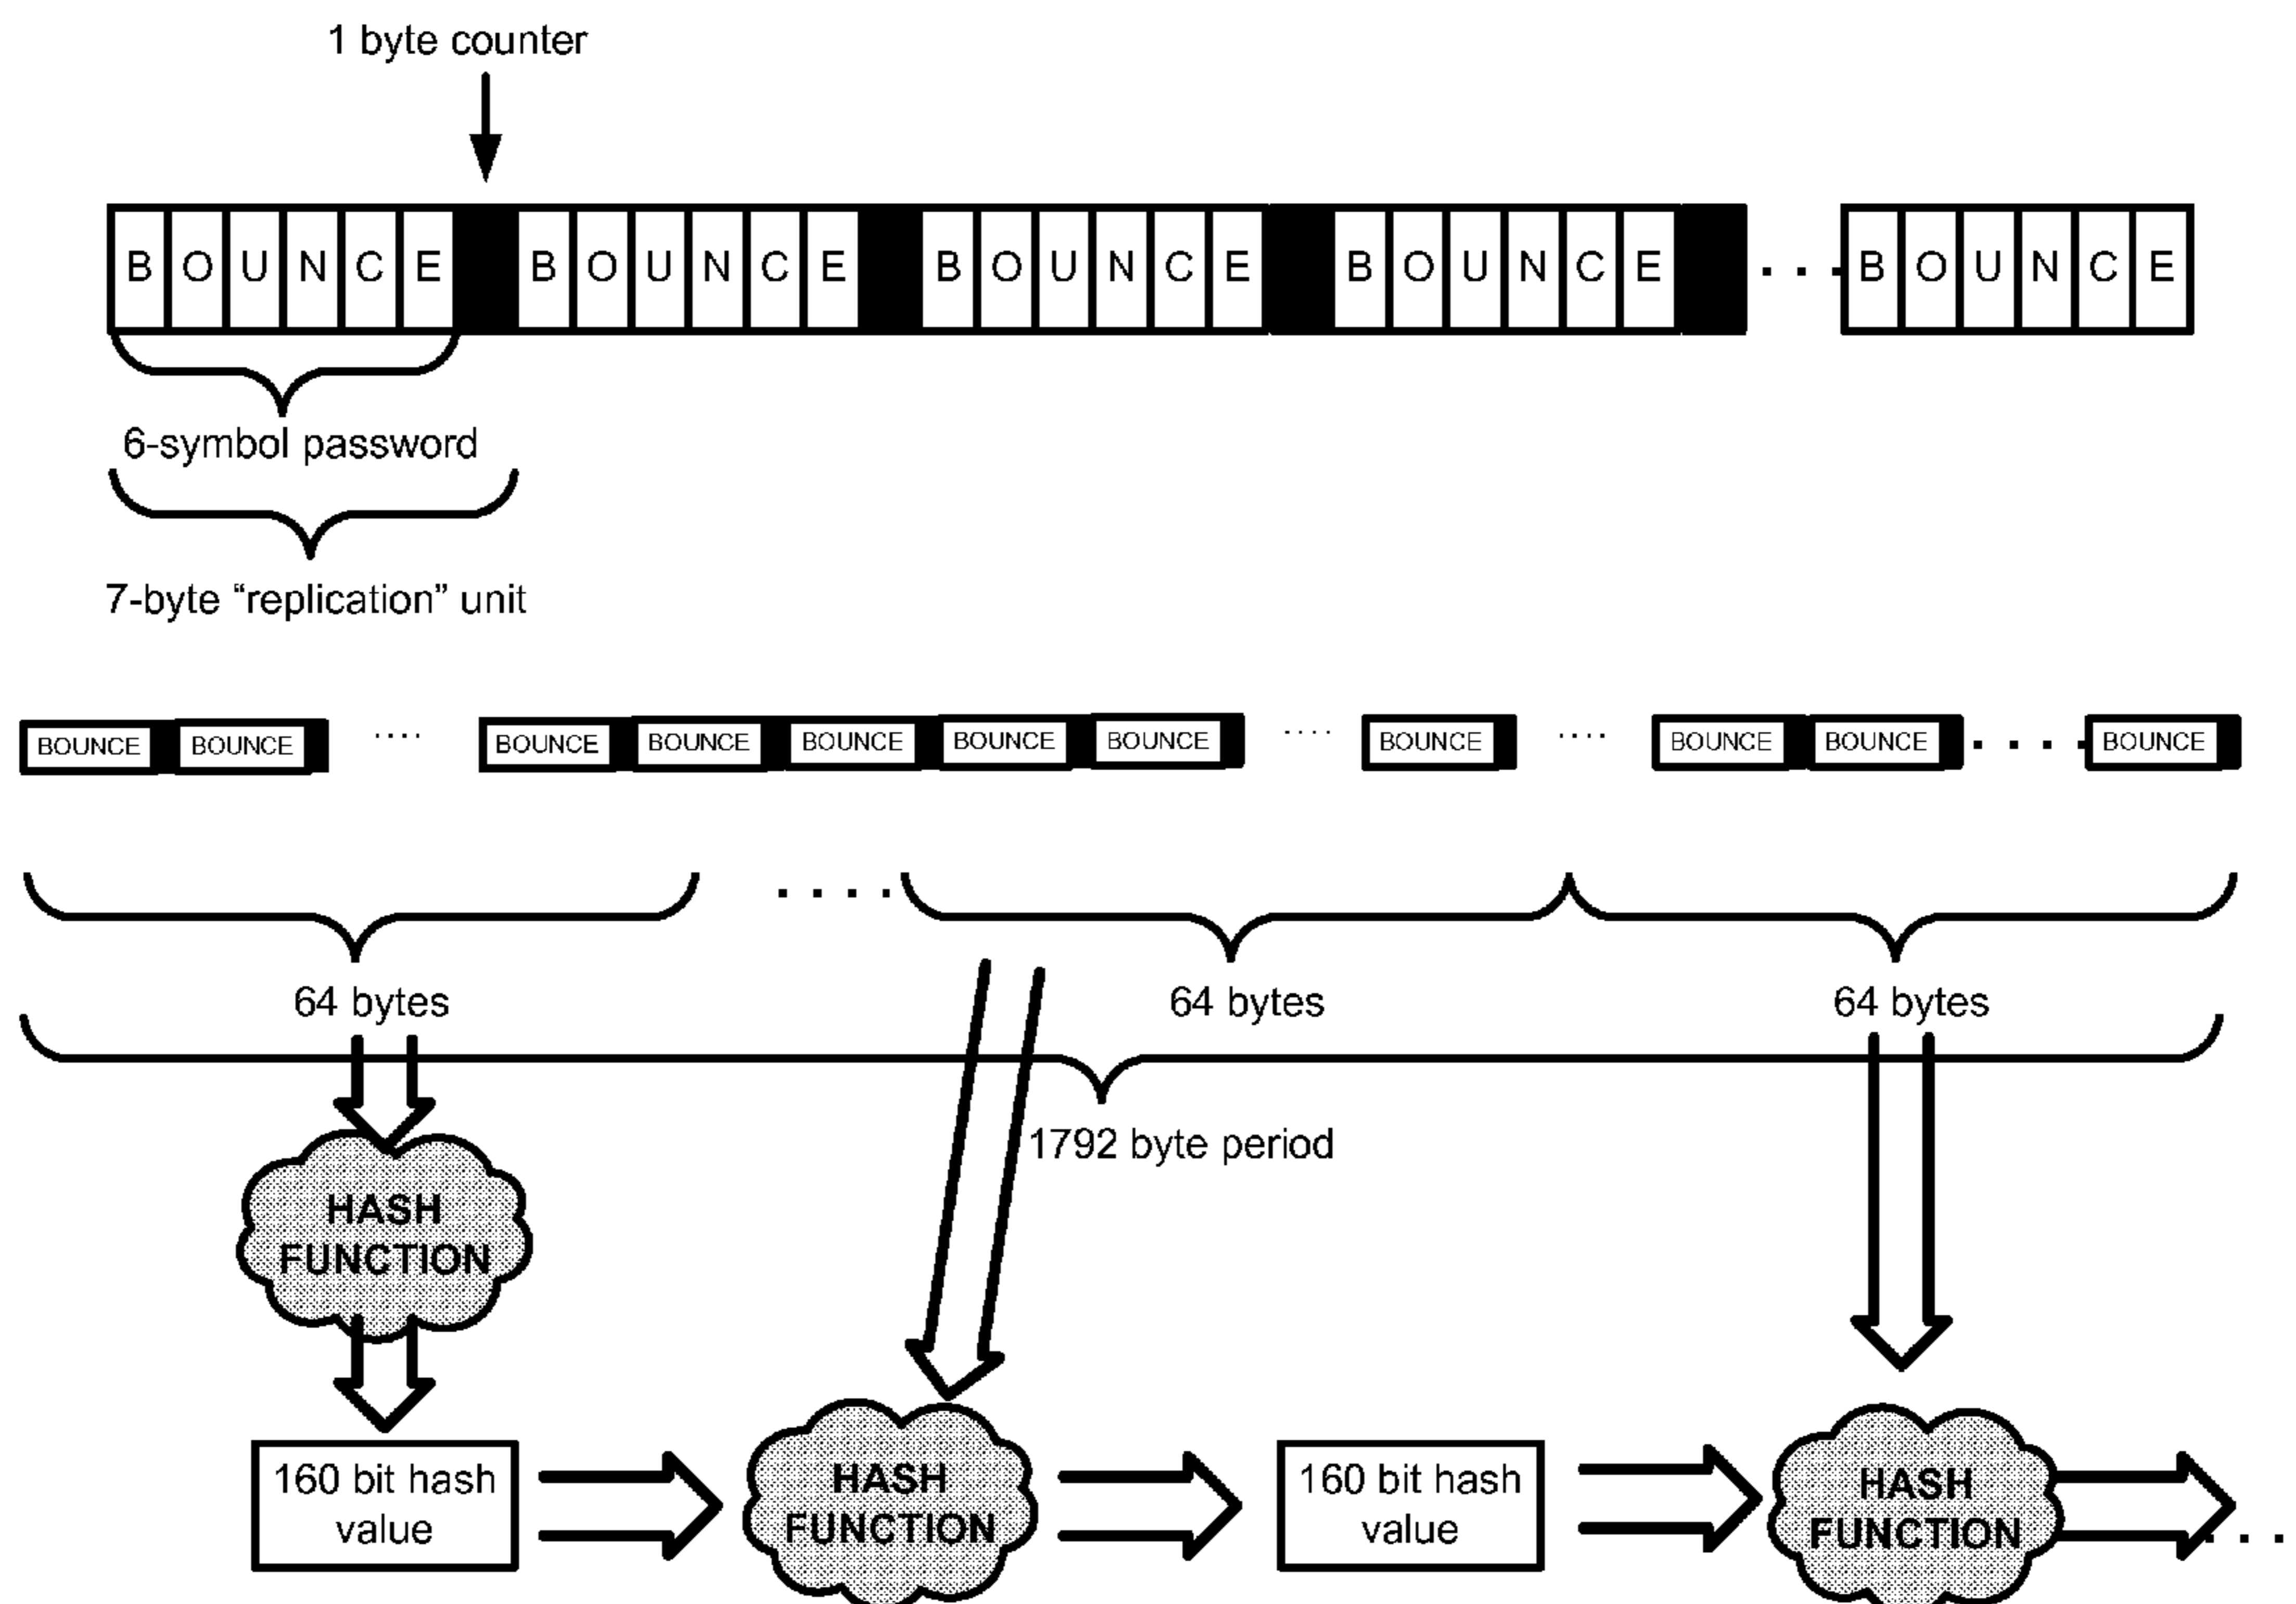 1 byte counter
B O U N C E B O U N C E B O U N C E B O U N C E . . . B O U N C E
6-symbol password
7-byte “replication” unit
BOUNCE BOUNCE .... BOUNCE BOUNCE BOUNCE BOUNCE BOUNCE .... BOUNCE .... BOUNCE BOUNCE . . . . BOUNCE
. . . .
64 bytes 64 bytes 64 bytes
1792 byte period
HASH
FUNCTION
160 bit hash
value
HASH
FUNCTION
160 bit hash
value
HASH
FUNCTION
. . .